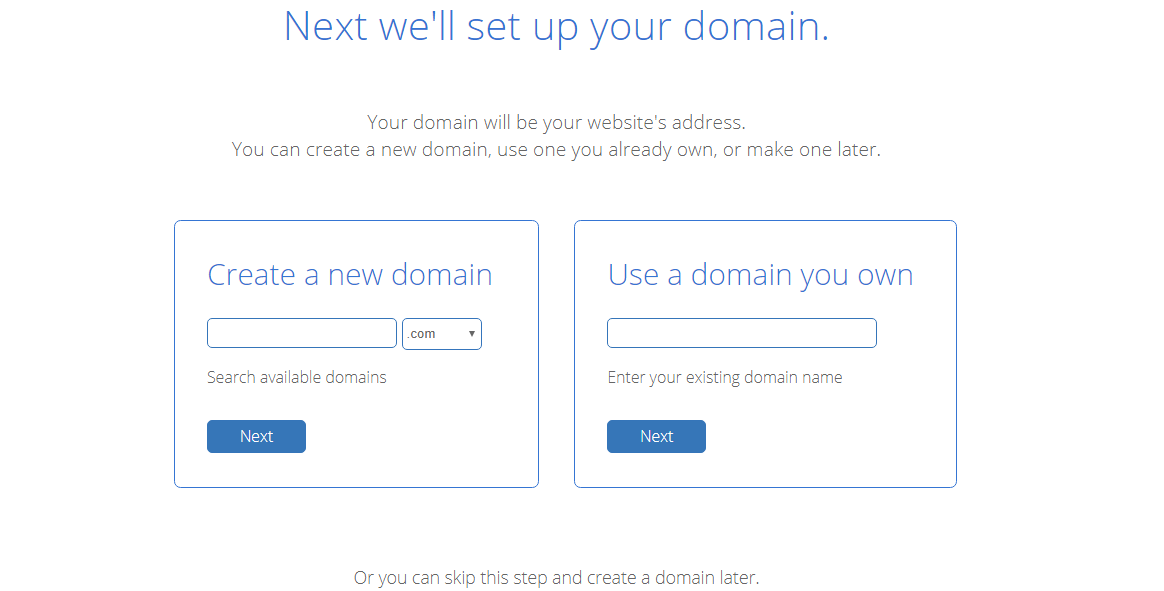 Next we'll set up your domain.
Your domain will be your website's address.
You can create a new domain, use one you already own, or make one later.
Create a new domain
.com
Search available domains
Next
Use a domain you own
Enter your existing domain name
Next
Or you can skip this step and create a domain later.